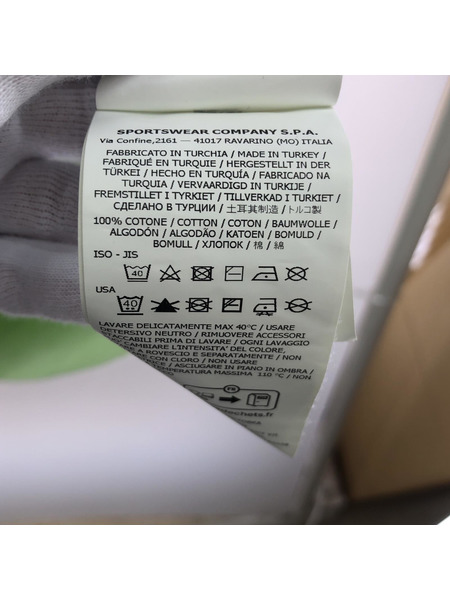 SPORTSWEAR COMPANY S.P.A.
Via Confine,2161 — 41017 RAVARINO (MO) ITALIA
FABBRICATO IN TURCHIA / MADE IN TURKEY /
FABRIQUÉ EN TURQUIE / HERGESTELLT IN DER
TÜRKEI / HECHO EN TURQUÍA / FABRICADO NA
TURQUIA / VERVAARDIGD IN TURKIJE /
FREMSTILLET I TYRKIET / TILLVERKAD I TURKIET /
СДЕЛАНО В ТУРЦИИ / 土耳其制造 / トルコ製
100% COTONE / COTTON / COTON / BAUMWOLLE /
ALGODÓN / ALGODÃO / KATOEN / BOMULD /
BOMULL / ХЛОПОК / 棉 / 綿
ISO - JIS
40
USA
40
LAVARE DELICATAMENTE MAX 40°C / USARE
DETERSIVO NEUTRO / RIMUOVERE ACCESSORI
STACCABILI PRIMA DI LAVARE / OGNI LAVAGGIO
CAMBIARE L'INTENSITA' DEL COLORE,
A ROVESCIO E SEPARATAMENTE / NON USARE
CON CLORO / NON USARE
/ ASCIUGARE IN PIANO IN OMBRA /
TEMPERATURA MASSIMA 110 °C / NON
FR